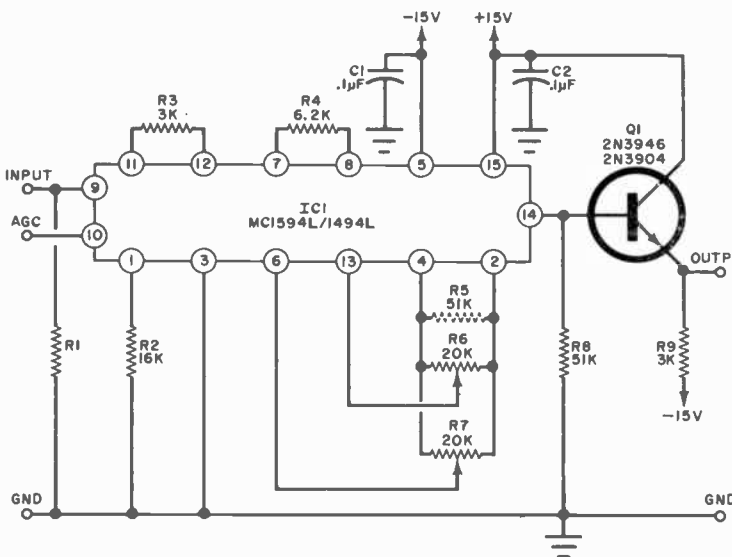 -15V
+15V
C1
.1µF
C2
.1µF
R3
3K
R4
6.2K
Q1
2N3946
2N3904
11
12
7
8
5
15
INPUT
9
IC1
MC1594L/1494L
14
AGC
10
1
3
6
13
4
2
OUTP
R5
51K
R1
R2
16K
R6
20K
R8
51K
R9
3K
R7
20K
-15V
GND
GND